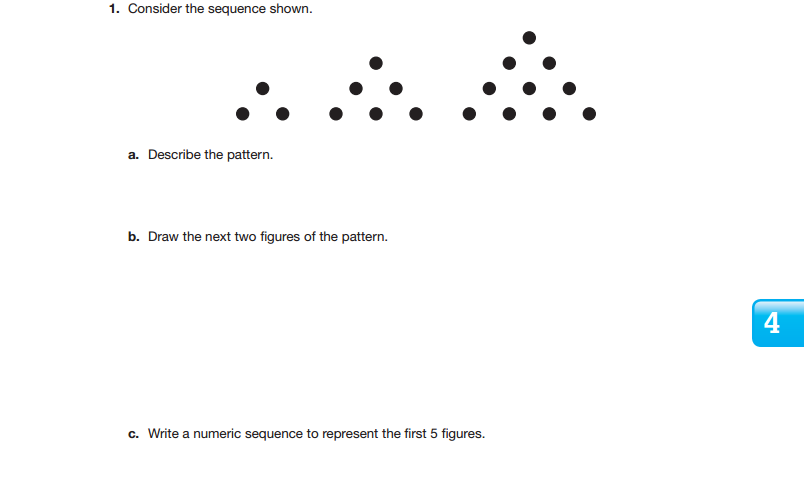 1. Consider the sequence shown.
a. Describe the pattern.
b. Draw the next two figures of the pattern.
4
c. Write a numeric sequence to represent the first 5 figures.